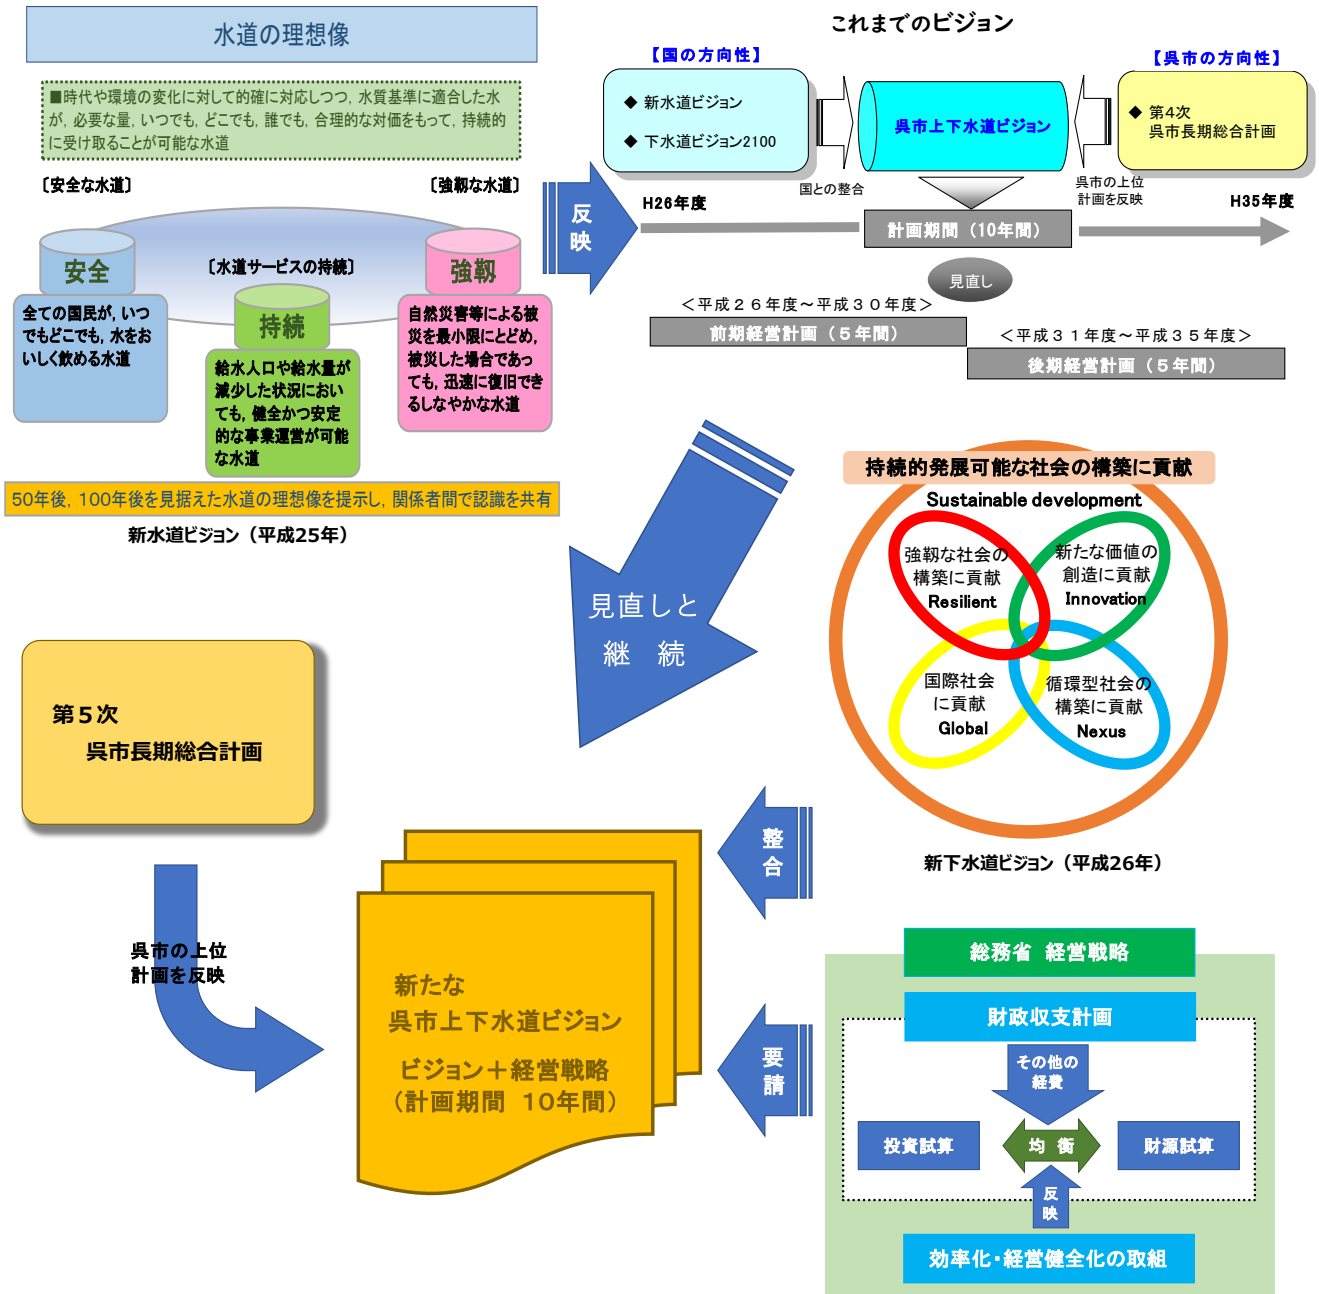 水道の理想像
■時代や環境の変化に対して的確に対応しつつ，水質基準に適合した水
が，必要な量，いつでも，どこでも，誰でも，合理的な対価をもって，持続的
に受け取ることが可能な水道
〔安全な水道〕
〔強靱な水道〕
安全
〔水道サービスの持続〕
強靱
持続
全ての国民が，いつ
でもどこでも，水をお
いしく飲める水道
給水人口や給水量が
減少した状況におい
ても，健全かつ安定
的な事業運営が可能
な水道
自然災害等による被
災を最小限にとどめ，
被災した場合であっ
ても，迅速に復旧でき
るしなやかな水道
50年後，100年後を見据えた水道の理想像を提示し，関係者間で認識を共有
新水道ビジョン（平成25年）
反
映
これまでのビジョン
【国の方向性】
◆ 新水道ビジョン
◆ 下水道ビジョン2100
国との整合
呉市上下水道ビジョン
【呉市の方向性】
◆ 第4次
呉市長期総合計画
呉市の上位
計画を反映
H26年度
H35年度
計画期間（10年間）
見直し
＜平成２６年度～平成３０年度＞
前期経営計画（５年間）
＜平成３１年度～平成３５年度＞
後期経営計画（５年間）
見直しと
継　続
持続的発展可能な社会の構築に貢献
Sustainable development
強靱な社会の
構築に貢献
Resilient
新たな価値の
創造に貢献
Innovation
国際社会
に貢献
Global
循環型社会の
構築に貢献
Nexus
新下水道ビジョン（平成26年）
第５次
呉市長期総合計画
呉市の上位
計画を反映
整
合
要
請
新たな
呉市上下水道ビジョン
ビジョン＋経営戦略
（計画期間　１０年間）
総務省　経営戦略
財政収支計画
その他の
経費
投資試算
均　衡
財源試算
反
映
効率化・経営健全化の取組